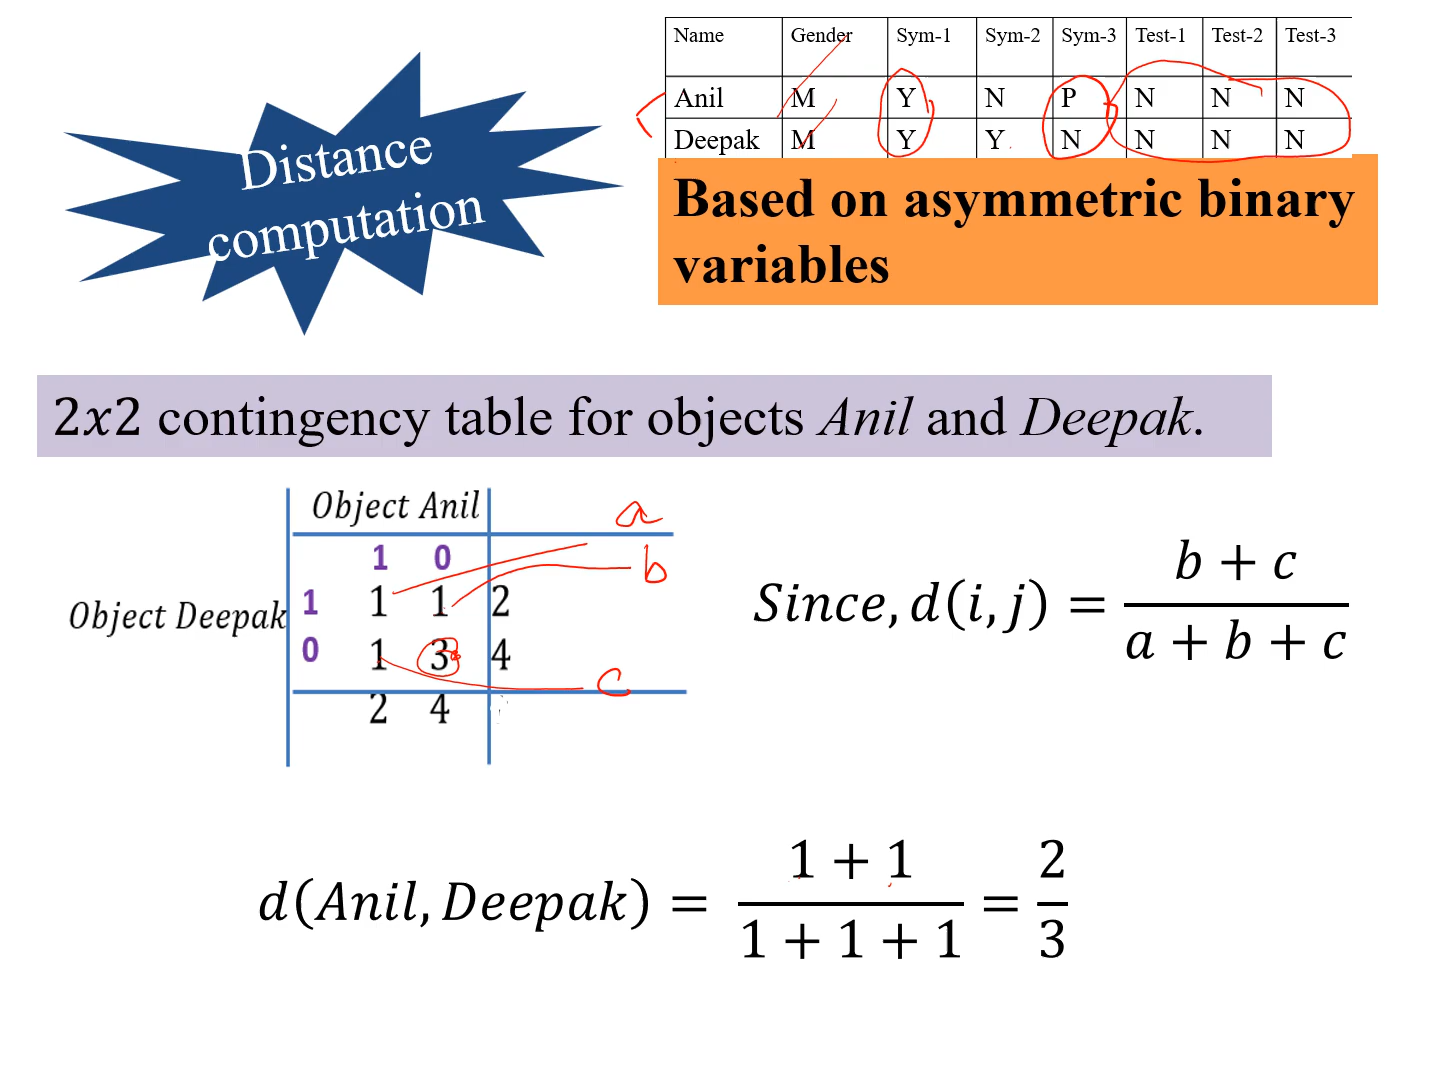 Name Gender Sym-1 Sym-2 Sym-3 Test-1 Test-2 Test-3
Anil M Y N P N N N
Deepak M Y Y N N N N
Distance
computation
Based on asymmetric binary
variables
2x2 contingency table for objects Anil and Deepak.
Object Anil a
1 0 b
Object Deepak 1 1 1 2
0 1 3 4
c
2 4
Since, d(i, j) = b + c / a + b + c
d(Anil, Deepak) = 1 + 1 / 1 + 1 + 1 = 2 / 3